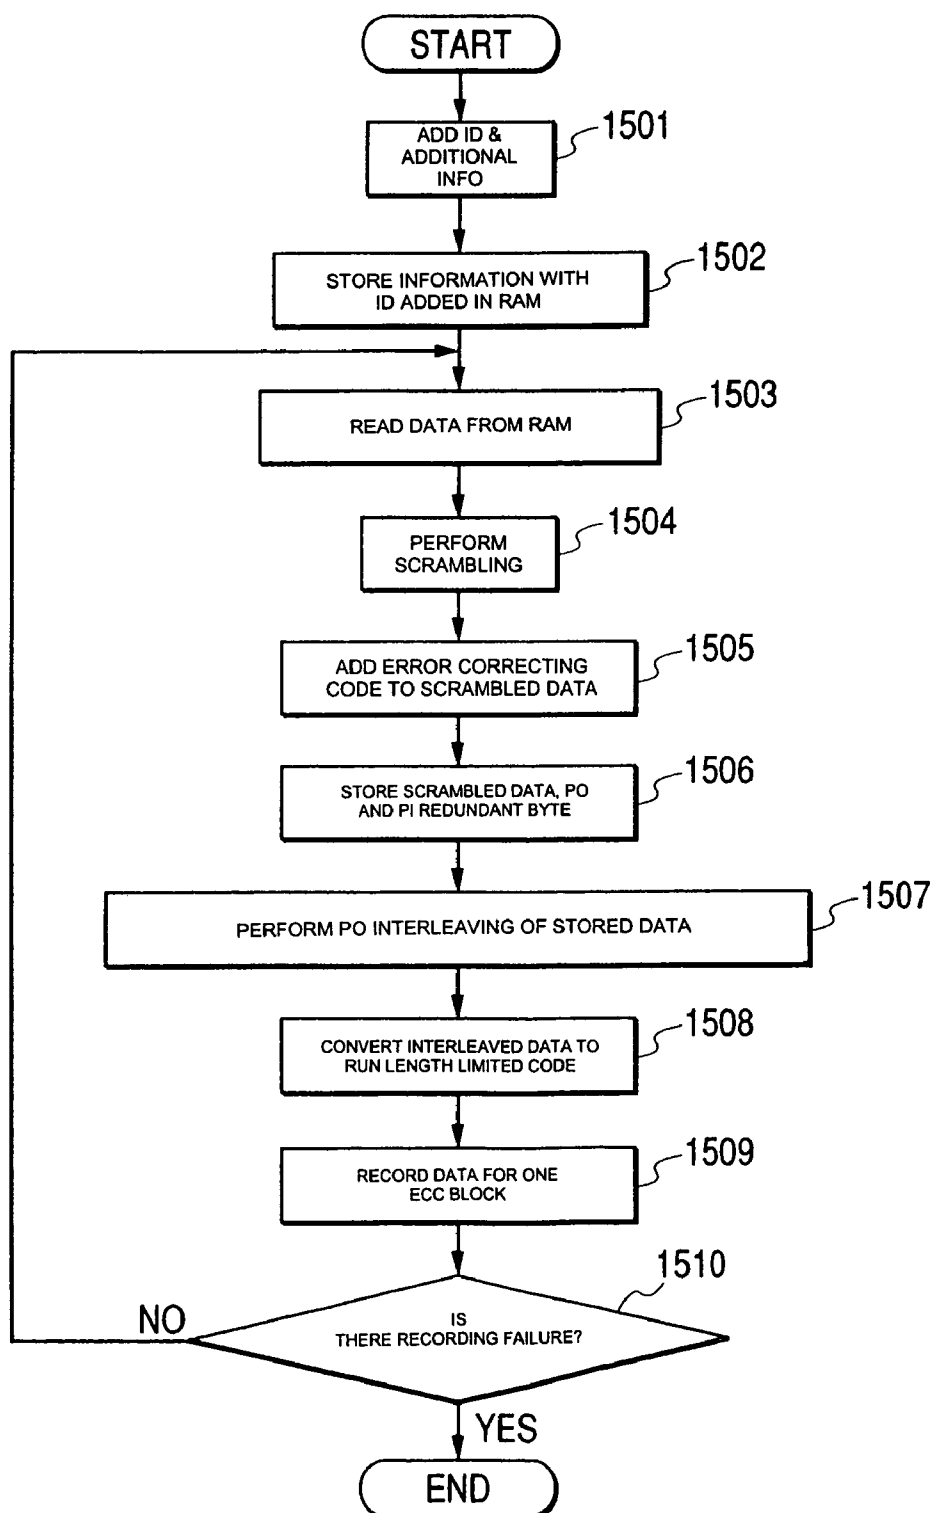 START
ADD ID &
ADDITIONAL
INFO
1501
STORE INFORMATION WITH
ID ADDED IN RAM
1502
READ DATA FROM RAM
1503
PERFORM
SCRAMBLING
1504
ADD ERROR CORRECTING
CODE TO SCRAMBLED DATA
1505
STORE SCRAMBLED DATA, PO
AND PI REDUNDANT BYTE
1506
PERFORM PO INTERLEAVING OF STORED DATA
1507
CONVERT INTERLEAVED DATA TO
RUN LENGTH LIMITED CODE
1508
RECORD DATA FOR ONE
ECC BLOCK
1509
IS
THERE RECORDING FAILURE?
1510
NO
YES
END